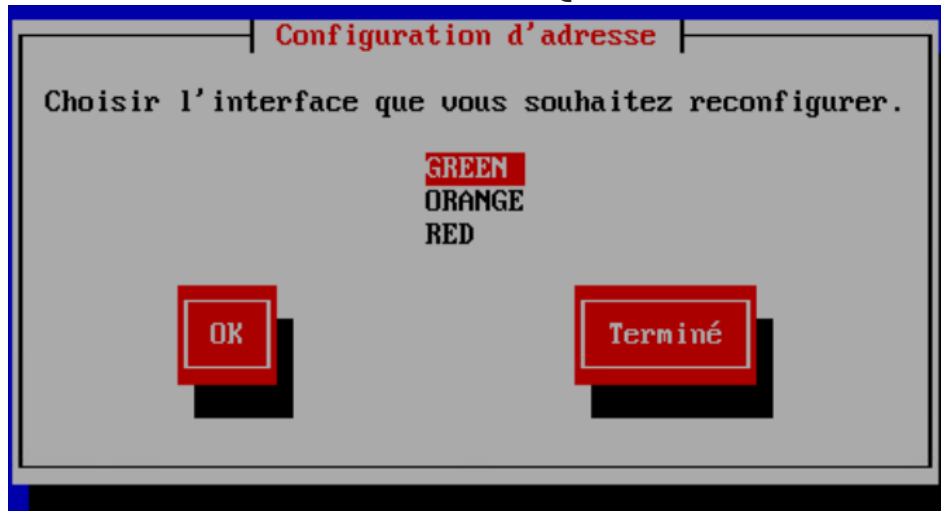 Configuration d'adresse
Choisir l'interface que vous souhaitez reconfigurer.
GREEN
ORANGE
RED
OK Terminé